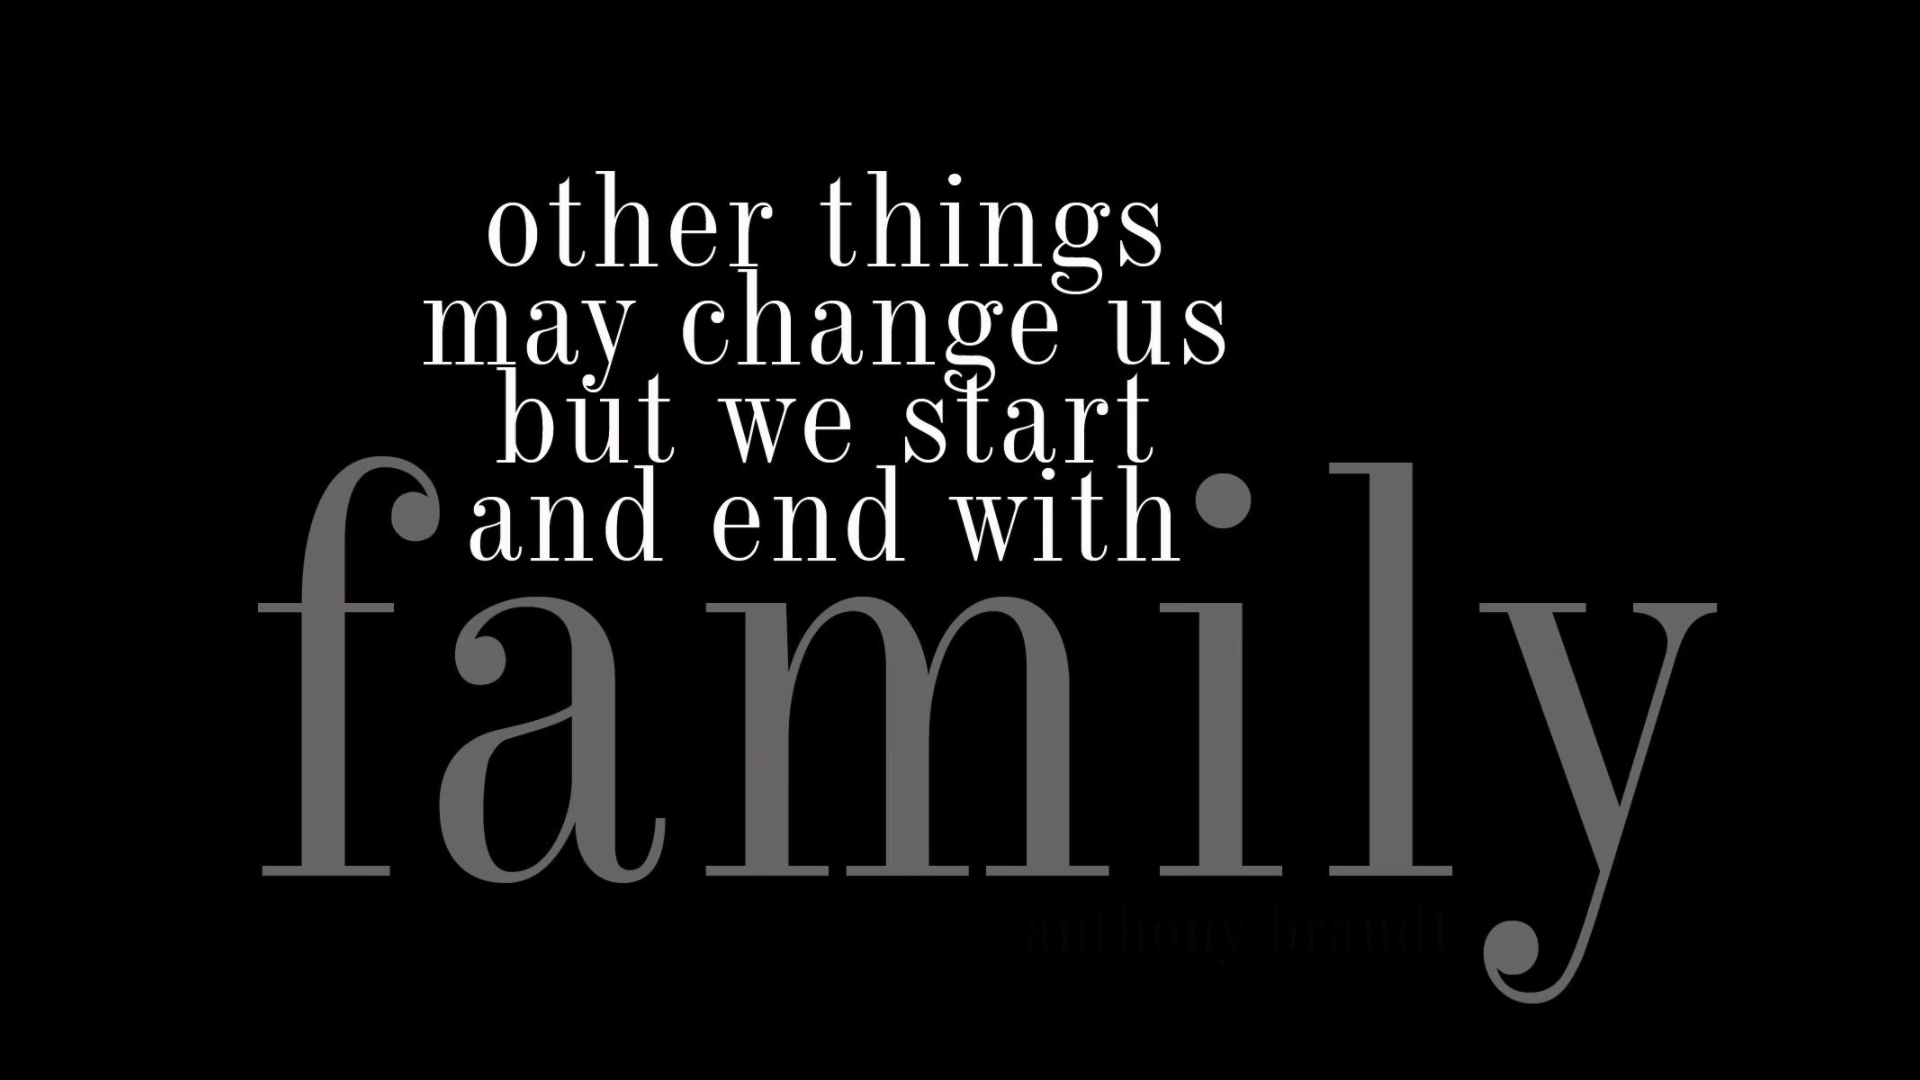 other things
may change us
but we start
and end with
family
anthony brandt